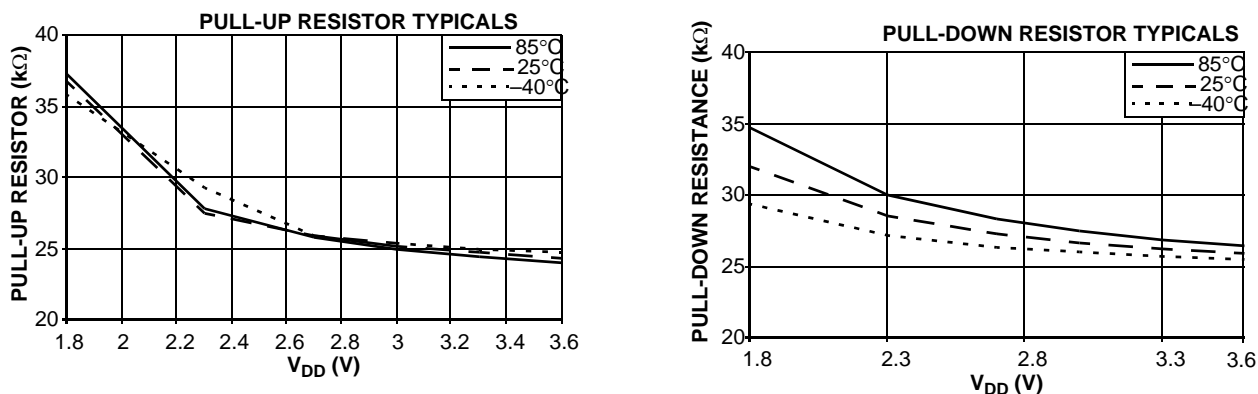 PULL-UP RESISTOR TYPICALS
PULL-UP RESISTOR (kΩ)
40
35
30
25
20
85°C
25°C
–40°C
1.8 2 2.2 2.4 2.6 2.8 3 3.2 3.4 3.6
VDD (V)
PULL-DOWN RESISTOR TYPICALS
PULL-DOWN RESISTANCE (kΩ)
40
35
30
25
20
85°C
25°C
–40°C
1.8 2.3 2.8 3.3 3.6
VDD (V)